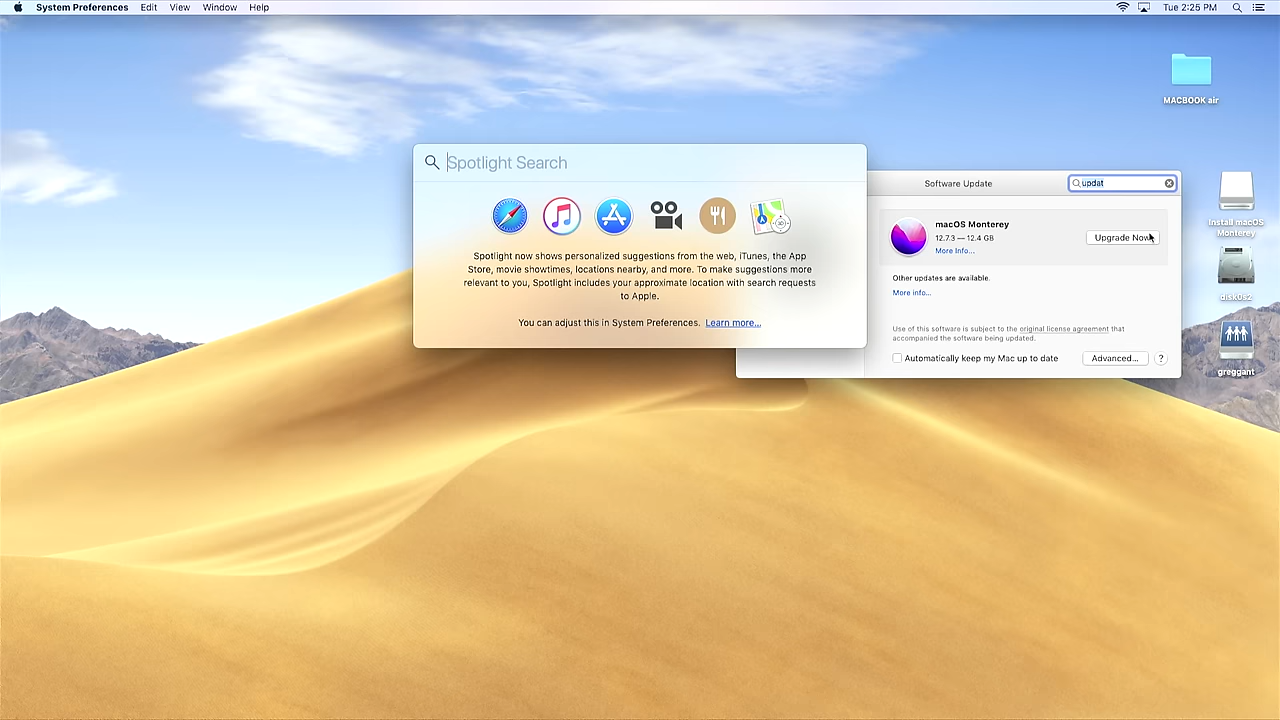 System Preferences Edit View Window Help
Tue 2:25 PM
MACBOOK air
Spotlight Search
Spotlight now shows personalized suggestions from the web, iTunes, the App
Store, movie showtimes, locations nearby, and more. To make suggestions more
relevant to you, Spotlight includes your approximate location with search requests
to Apple.
You can adjust this in System Preferences. Learn more...
Software Update
updat
macOS Monterey
12.7.3 — 12.4 GB
More Info...
Upgrade Now
Other updates are available.
More info...
Use of this software is subject to the original license agreement that
accompanied the software being updated.
Automatically keep my Mac up to date
Advanced...
?
Install macOS
Monterey
disk0s2
greggant